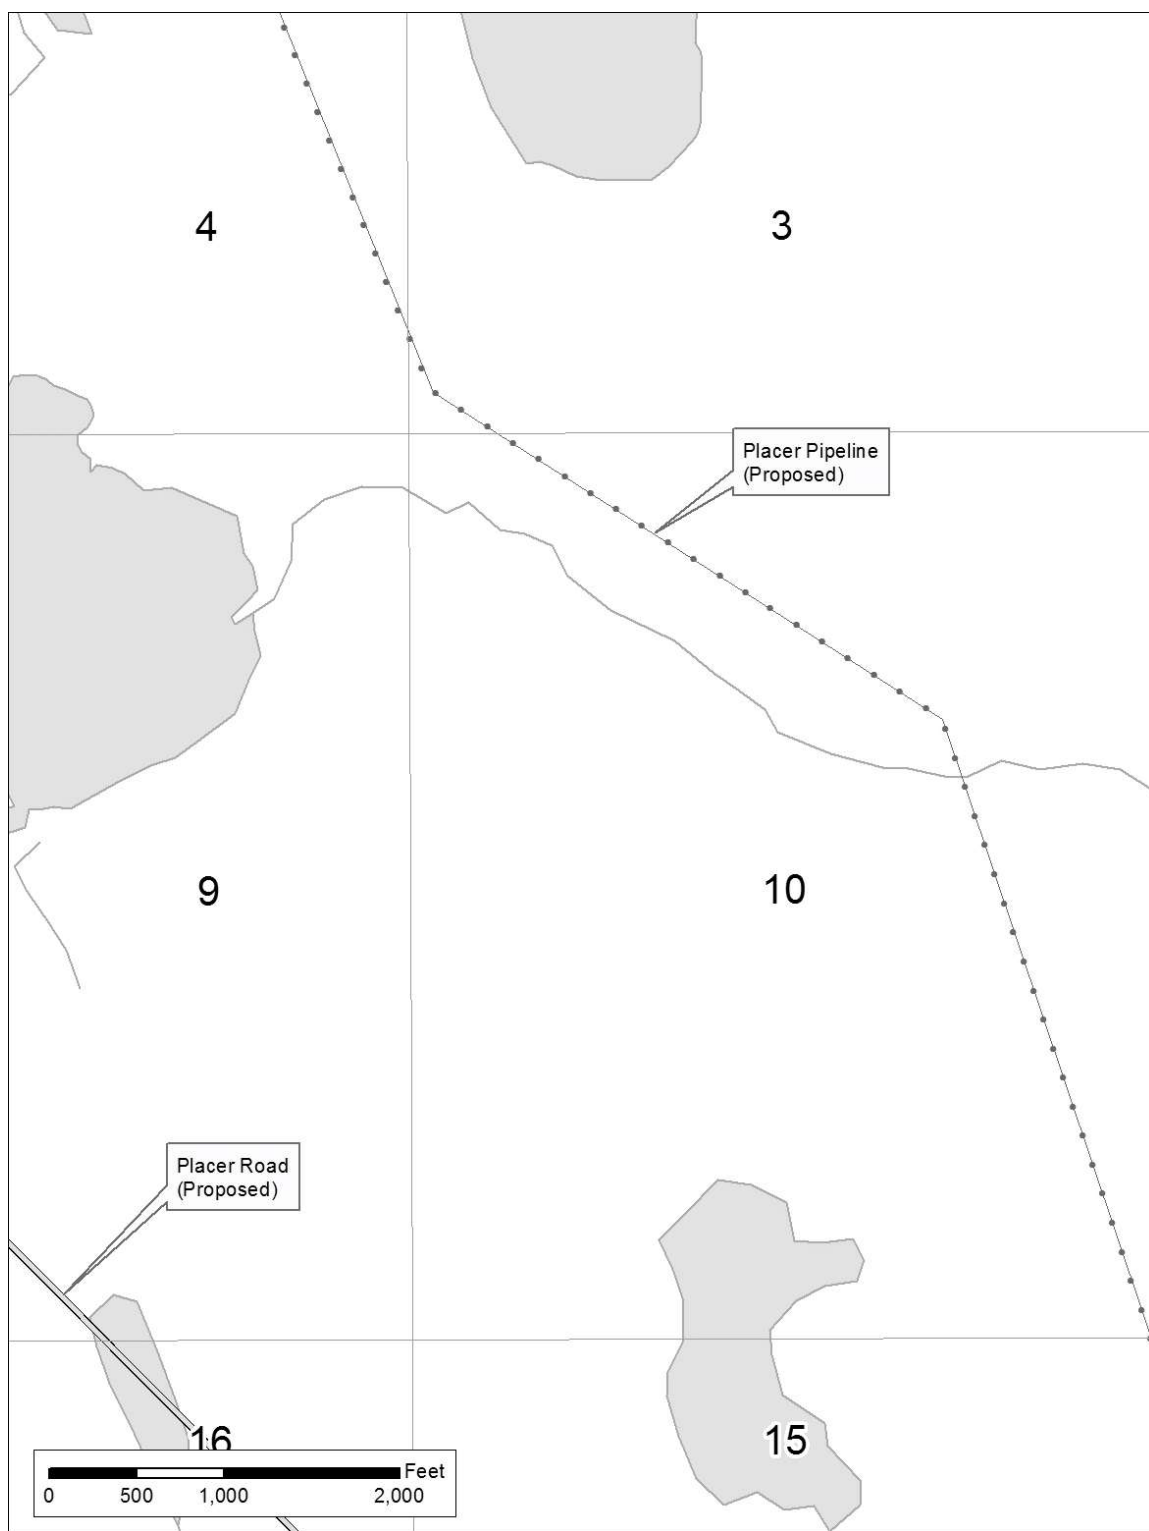 4
3
Placer Pipeline
(Proposed)
9
10
Placer Road
(Proposed)
16
15
Feet
0 500 1,000 2,000